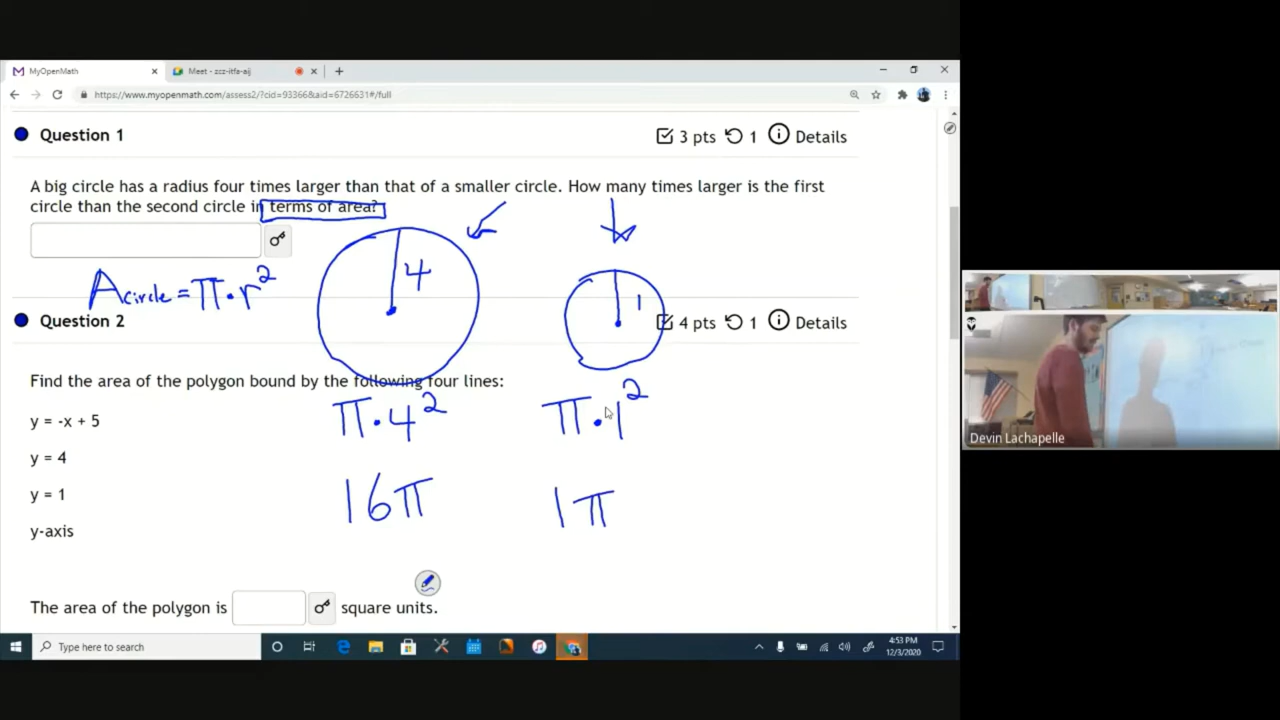 MyOpenMath
Meet - zcz-itfa-aij
https://www.myopenmath.com/assess2/?cid=93366&aid=6726631#/full
Question 1
3 pts 1 Details
A big circle has a radius four times larger than that of a smaller circle. How many times larger is the first
circle than the second circle in terms of area?
A circle = π·r²
4
1
Question 2
4 pts 1 Details
Find the area of the polygon bound by the following four lines:
y = -x + 5
y = 4
y = 1
y-axis
π·4²
π·1²
16π
1π
The area of the polygon is
square units.
Type here to search
4:53 PM
12/3/2020
Devin Lachapelle